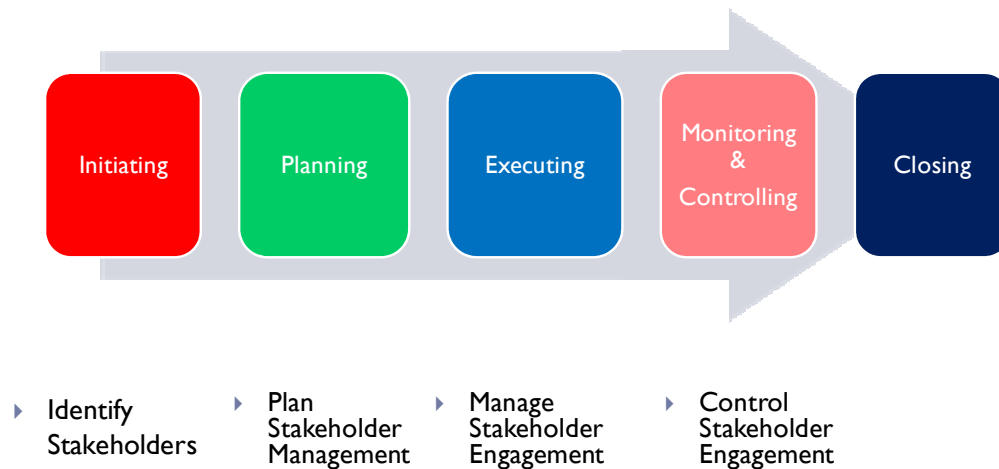 Initiating
Planning
Executing
Monitoring
&
Controlling
Closing
Identify
Stakeholders
Plan
Stakeholder
Management
Manage
Stakeholder
Engagement
Control
Stakeholder
Engagement